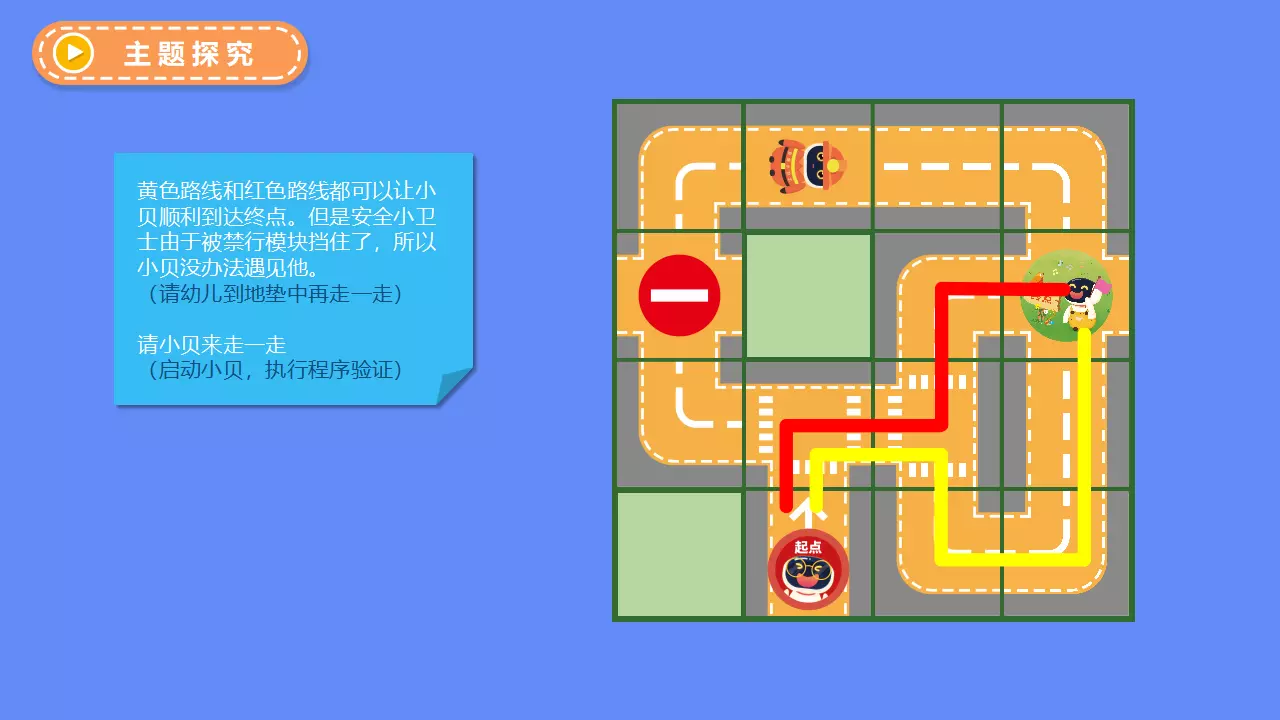 主题探究
黄色路线和红色路线都可以让小
贝顺利到达终点。但是安全小卫
士由于被禁行模块挡住了，所以
小贝没办法遇见他。
（请幼儿到地垫中再走一走）
请小贝来走一走
（启动小贝，执行程序验证）
起点